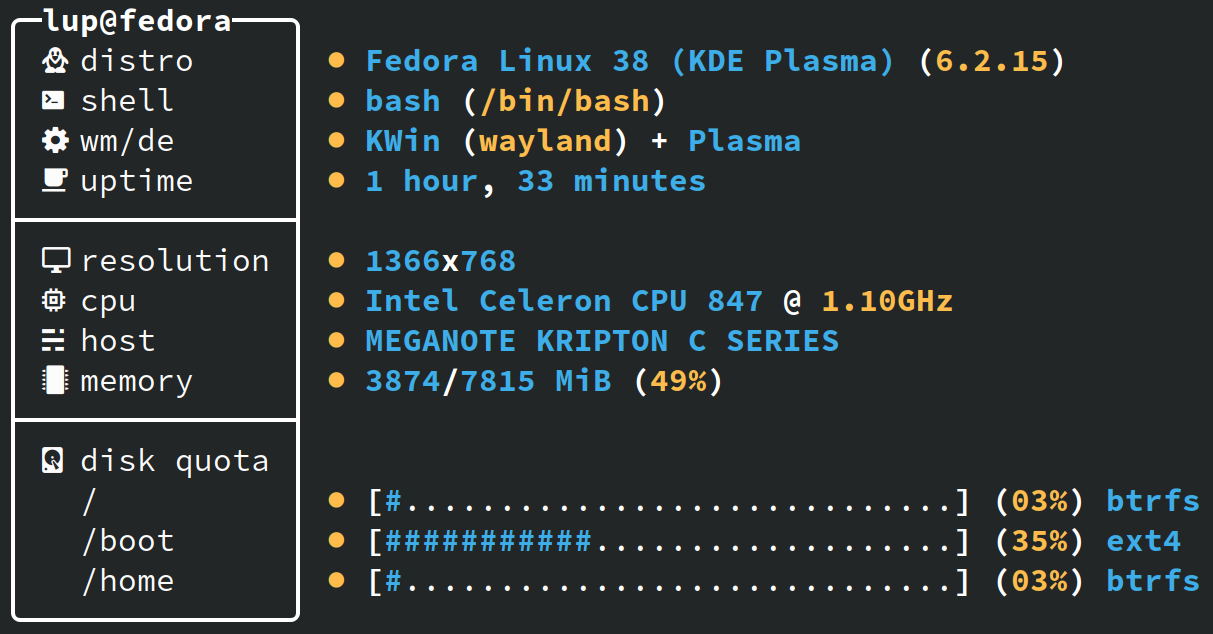 lup@fedora
distro ● Fedora Linux 38 (KDE Plasma) (6.2.15)
shell ● bash (/bin/bash)
wm/de ● KWin (wayland) + Plasma
uptime ● 1 hour, 33 minutes
resolution ● 1366x768
cpu ● Intel Celeron CPU 847 @ 1.10GHz
host ● MEGANOTE KRIPTON C SERIES
memory ● 3874/7815 MiB (49%)
disk quota
/ ● [#.............................] (03%) btrfs
/boot ● [###########...................] (35%) ext4
/home ● [#.............................] (03%) btrfs